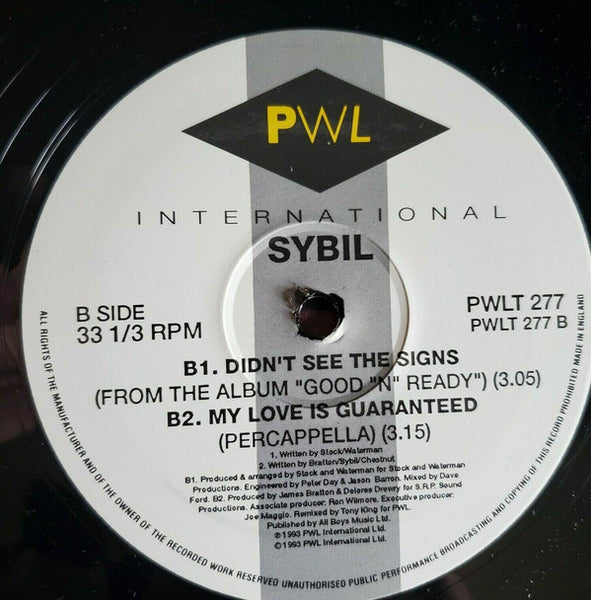 PWL
INTERNATIONAL
SYBIL
B SIDE
33 1/3 RPM
PWLT 277
PWLT 277 B
B1. DIDN'T SEE THE SIGNS
(FROM THE ALBUM "GOOD "N" READY") (3.05)
B2. MY LOVE IS GUARANTEED
(PERCAPPELLA) (3.15)
1. Written by Stock/Waterman
2. Written by Bratton/Sybil/Chestnut
B1. Produced & arranged by Stock and Waterman for Stock and Waterman
Productions. Engineered by Peter Day & Jason Barron. Mixed by Dave
Ford. B2. Produced by James Bratton & Delores Drewry for S.R.P Sound
Productions. Associate producer: Ron Wilmore. Executive producer:
Joe Maggio. Remixed by Tony King for PWL.
Published by All Boys Music Ltd.
℗1993 PWL International Ltd.
©1993 PWL International Ltd.
ALL RIGHTS OF THE MANUFACTURER AND OF THE OWNER OF THE RECORDED WORK RESERVED UNAUTHORISED PUBLIC PERFORMANCE BROADCASTING AND COPYING OF THIS RECORD PROHIBITED MADE IN ENGLAND